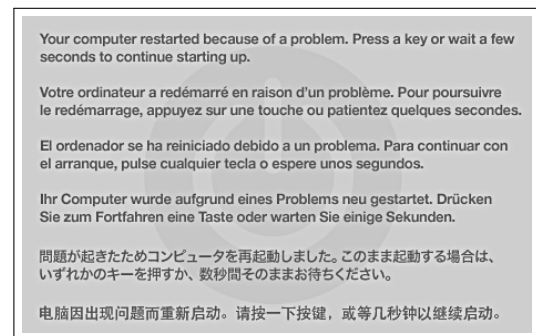 Your computer restarted because of a problem. Press a key or wait a few
seconds to continue starting up.
Votre ordinateur a redémarré en raison d'un problème. Pour poursuivre
le redémarrage, appuyez sur une touche ou patientez quelques secondes.
El ordenador se ha reiniciado debido a un problema. Para continuar con
el arranque, pulse cualquier tecla o espere unos segundos.
Ihr Computer wurde aufgrund eines Problems neu gestartet. Drücken
Sie zum Fortfahren eine Taste oder warten Sie einige Sekunden.
問題が起きたためコンピュータを再起動しました。このまま起動する場合は、
いずれかのキーを押すか、数秒間そのままお待ちください。
电脑因出现问题而重新启动。请按一下按键，或等几秒钟以继续启动。